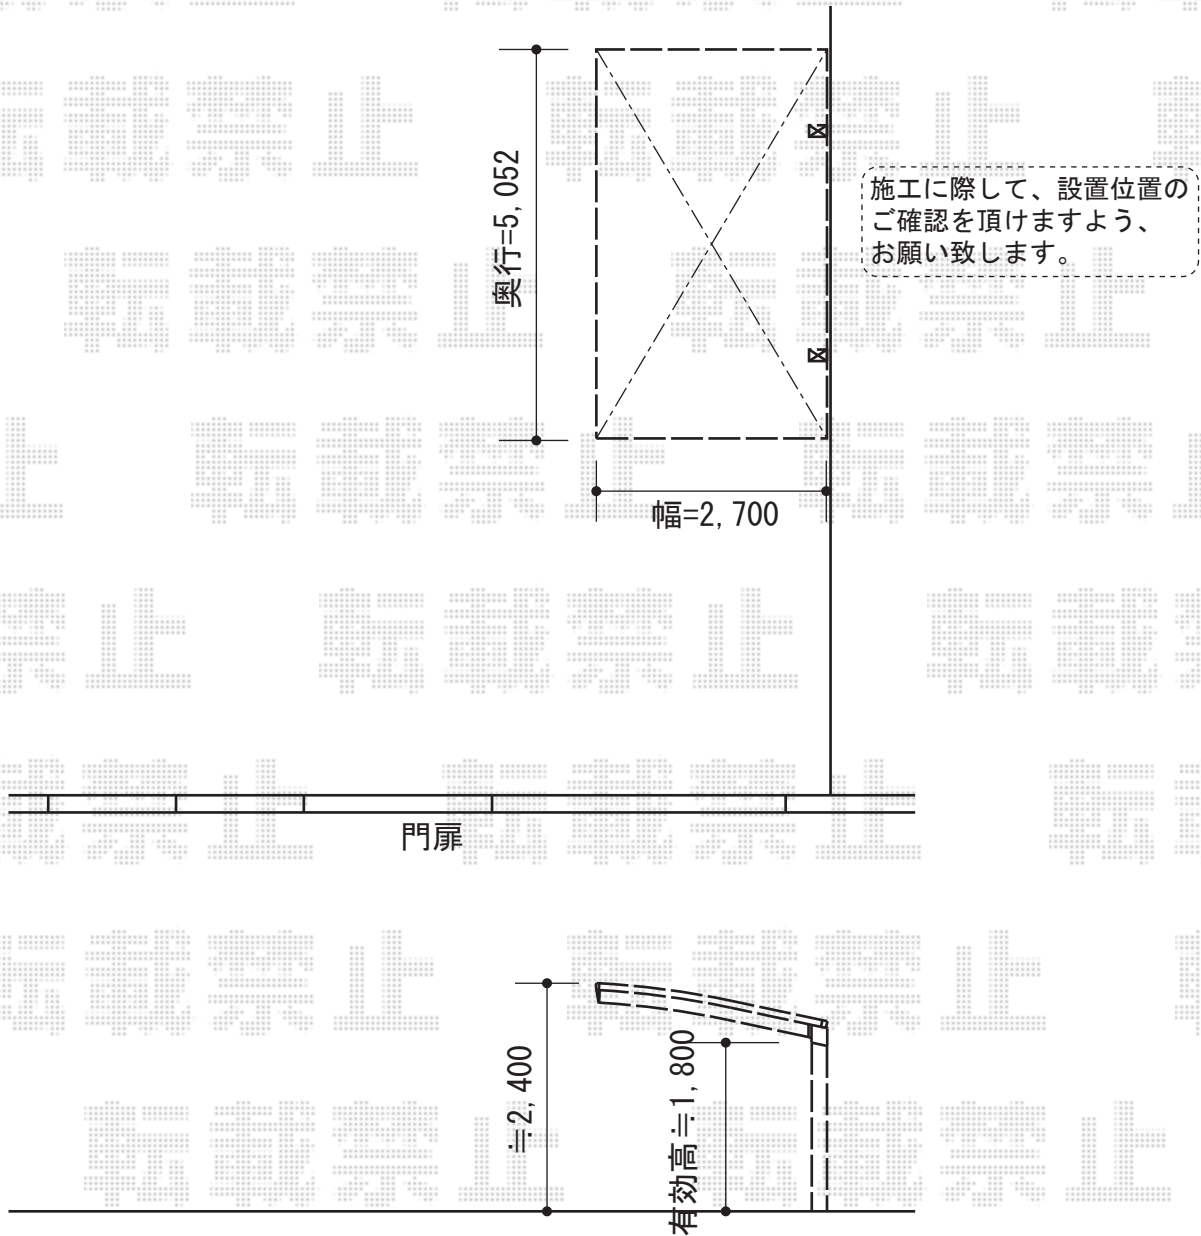 奥行=5,052
施工に際して、設置位置の
ご確認を頂けますよう、
お願い致します。
幅=2,700
門扉
≒2,400
有効高≒1,800
転載禁止